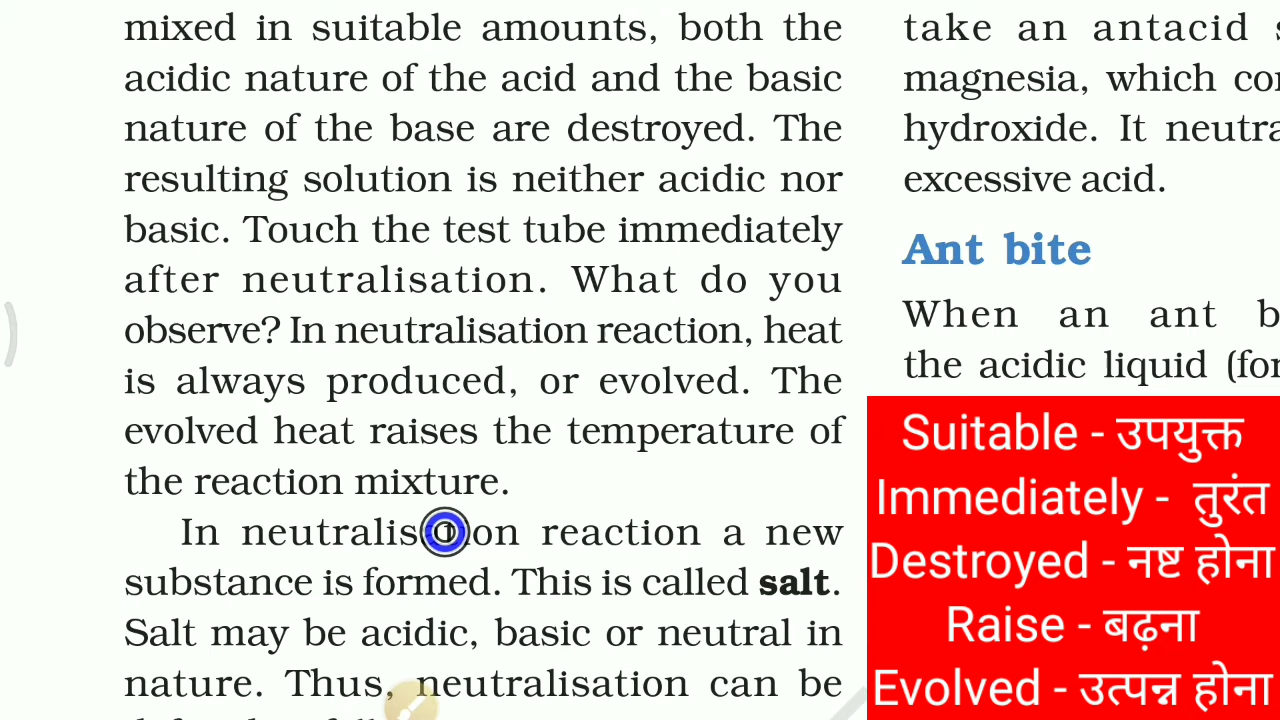 mixed in suitable amounts, both the
acidic nature of the acid and the basic
nature of the base are destroyed. The
resulting solution is neither acidic nor
basic. Touch the test tube immediately
after neutralisation. What do you
observe? In neutralisation reaction, heat
is always produced, or evolved. The
evolved heat raises the temperature of
the reaction mixture.
In neutralisation reaction a new
substance is formed. This is called salt.
Salt may be acidic, basic or neutral in
nature. Thus, neutralisation can be
take an antacid
magnesia, which
hydroxide. It
excessive acid.
Ant bite
When an ant
the acidic liquid
Suitable - उपयुक्त
Immediately - तुरंत
Destroyed - नष्ट होना
Raise - बढ़ना
Evolved - उत्पन्न होना